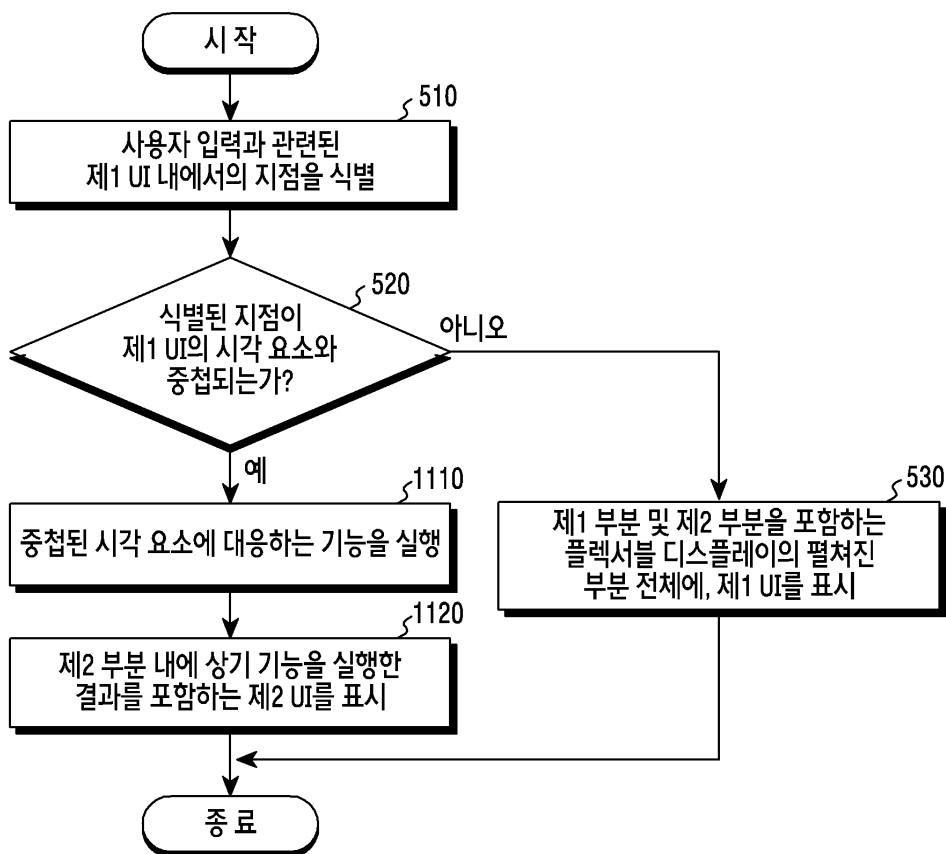 시 작
510
사용자 입력과 관련된
제1 UI 내에서의 지점을 식별
520
식별된 지점이
제1 UI의 시각 요소와
중첩되는가?
아니오
예
1110
중첩된 시각 요소에 대응하는 기능을 실행
530
제1 부분 및 제2 부분을 포함하는
플렉서블 디스플레이의 펼쳐진
부분 전체에, 제1 UI를 표시
1120
제2 부분 내에 상기 기능을 실행한
결과를 포함하는 제2 UI를 표시
종 료